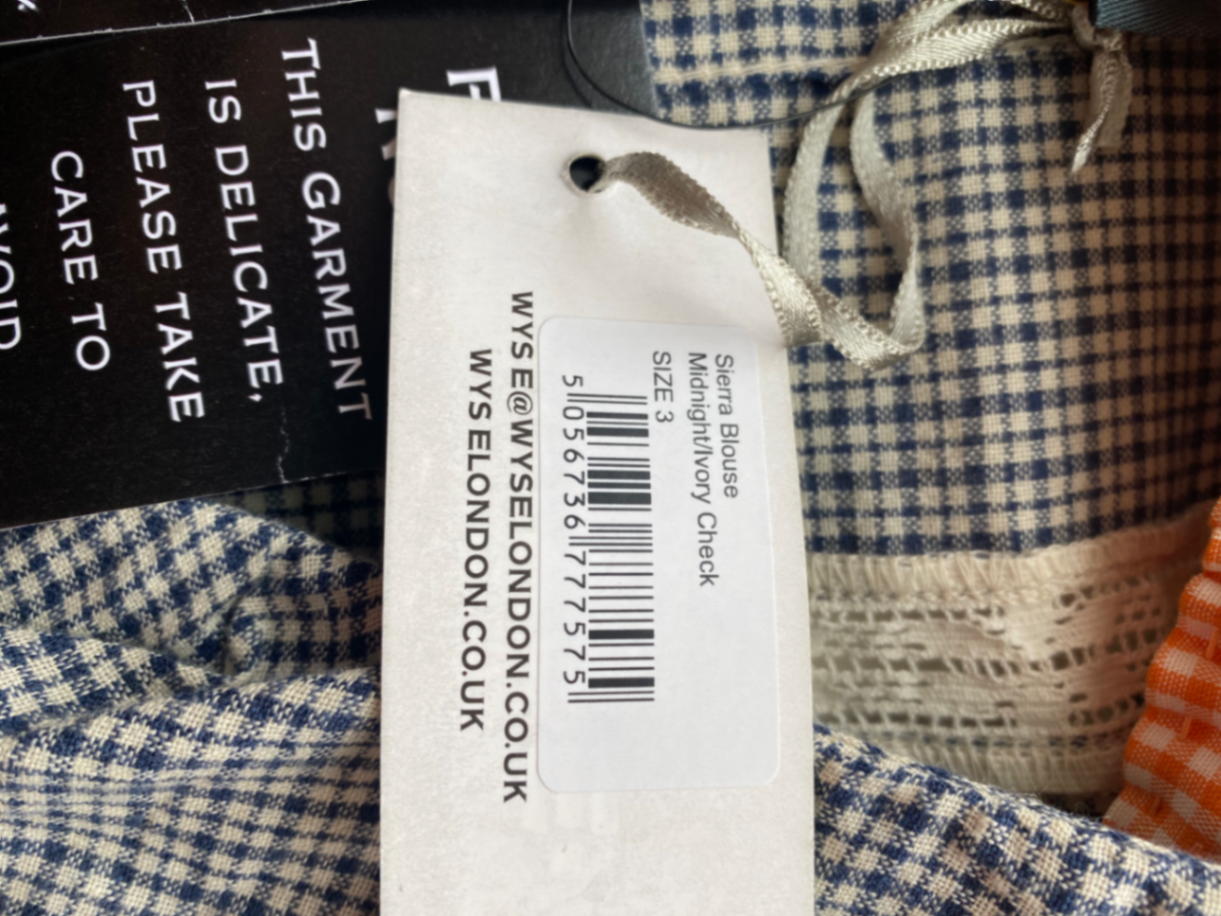 THIS GARMENT
IS DELICATE,
PLEASE TAKE
CARE TO
Sierra Blouse
Midnight/Ivory Check
SIZE 3
5 056736 777575
WYSE@WYSELONDON.CO.UK
WYSELONDON.CO.UK